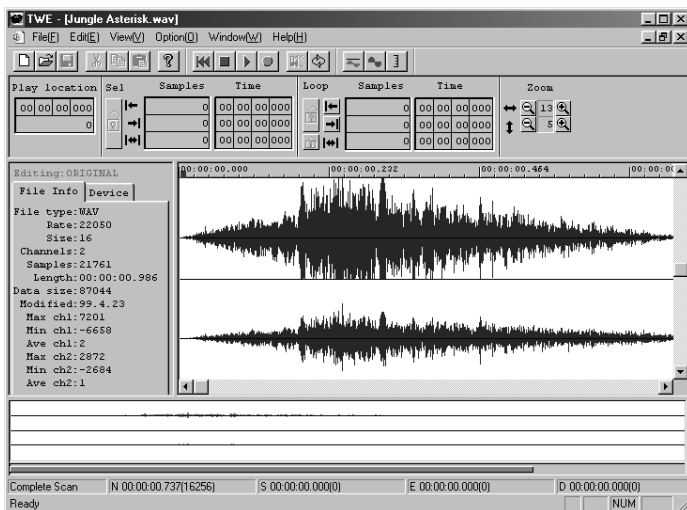 TWE - [Jungle Asterisk.wav]
File(F) Edit(E) View(V) Option(O) Window(W) Help(H)
Play location Sel Samples Time Loop Samples Time Zoom
00 00 00 000 0 00 00 00 000 0 00 00 00 000 13
0 0 00 00 00 000 0 00 00 00 000 5
0 00 00 00 000 0 00 00 00 000
Editing:ORIGINAL
00:00:00.000 00:00:00.232 00:00:00.464
File Info Device
File type:WAV
Rate:22050
Size:16
Channels:2
Samples:21761
Length:00:00:00.986
Data size:87044
Modified:99.4.23
Max ch1:7201
Min ch1:-6658
Ave ch1:2
Max ch2:2872
Min ch2:-2684
Ave ch2:1
Complete Scan N 00:00:00.737(16256) S 00:00:00.000(0) E 00:00:00.000(0) D 00:00:00.000(0)
Ready NUM